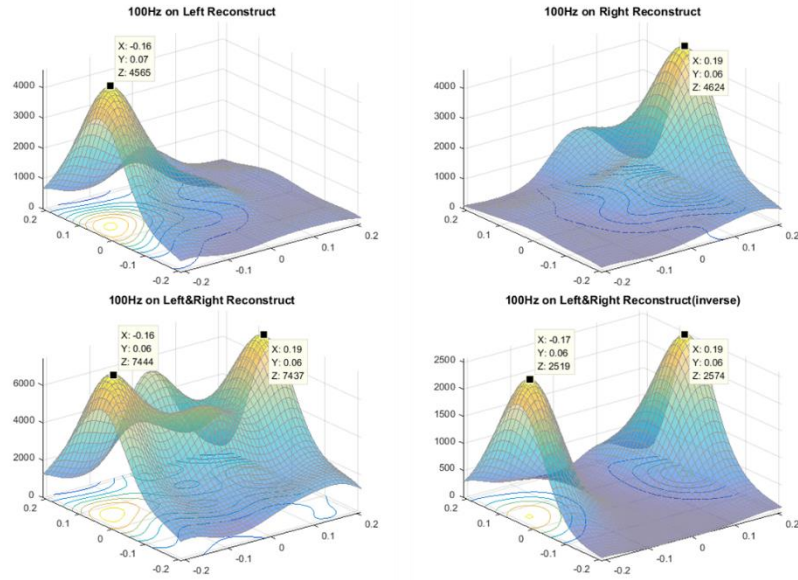 100Hz on Left Reconstruct
X: -0.16
Y: 0.07
Z: 4565
4000
3000
2000
1000
0
0.2
0.1
0
-0.1
-0.2
-0.2
-0.1
0
0.1
0.2
100Hz on Right Reconstruct
X: 0.19
Y: 0.06
Z: 4624
4000
3000
2000
1000
0
0.2
0.1
0
-0.1
-0.2
-0.2
-0.1
0
0.1
0.2
100Hz on Left&Right Reconstruct
X: -0.16
Y: 0.06
Z: 7444
X: 0.19
Y: 0.06
Z: 7437
6000
4000
2000
0
0.2
0.1
0
-0.1
-0.2
-0.2
-0.1
0
0.1
0.2
100Hz on Left&Right Reconstruct(inverse)
X: -0.17
Y: 0.06
Z: 2519
X: 0.19
Y: 0.06
Z: 2574
2500
2000
1500
1000
500
0
0.2
0.1
0
-0.1
-0.2
-0.2
-0.1
0
0.1
0.2